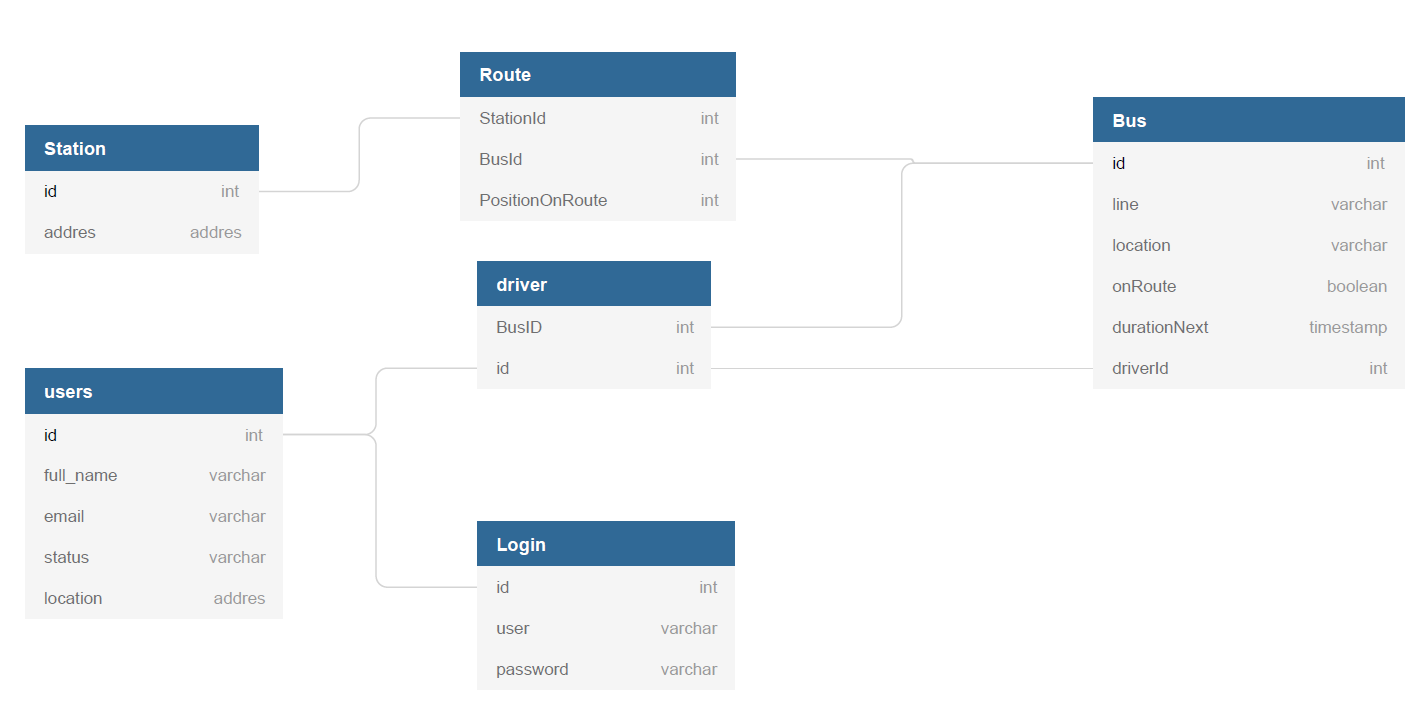 Station
id int
addres addres
Route
StationId int
BusId int
PositionOnRoute int
driver
BusID int
id int
Bus
id int
line varchar
location varchar
onRoute boolean
durationNext timestamp
driverId int
users
id int
full_name varchar
email varchar
status varchar
location addres
Login
id int
user varchar
password varchar